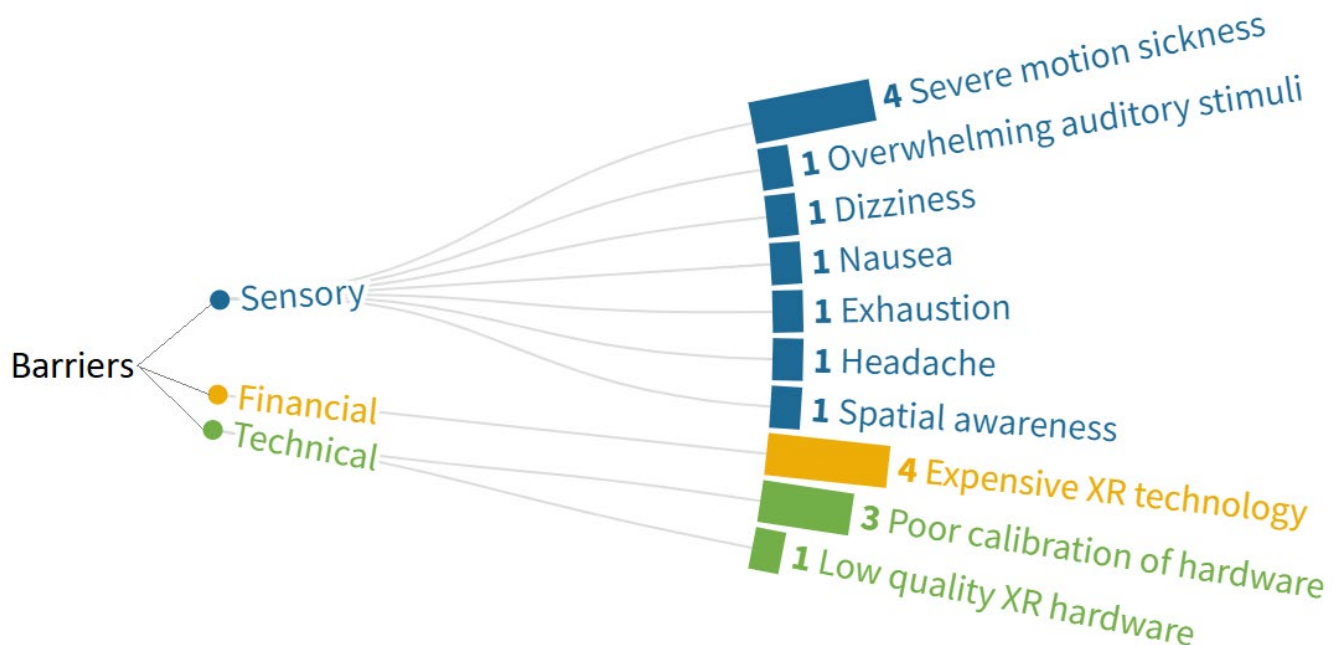 Barriers
Sensory
Financial
Technical
4 Severe motion sickness
1 Overwhelming auditory stimuli
1 Dizziness
1 Nausea
1 Exhaustion
1 Headache
1 Spatial awareness
4 Expensive XR technology
3 Poor calibration of hardware
1 Low quality XR hardware